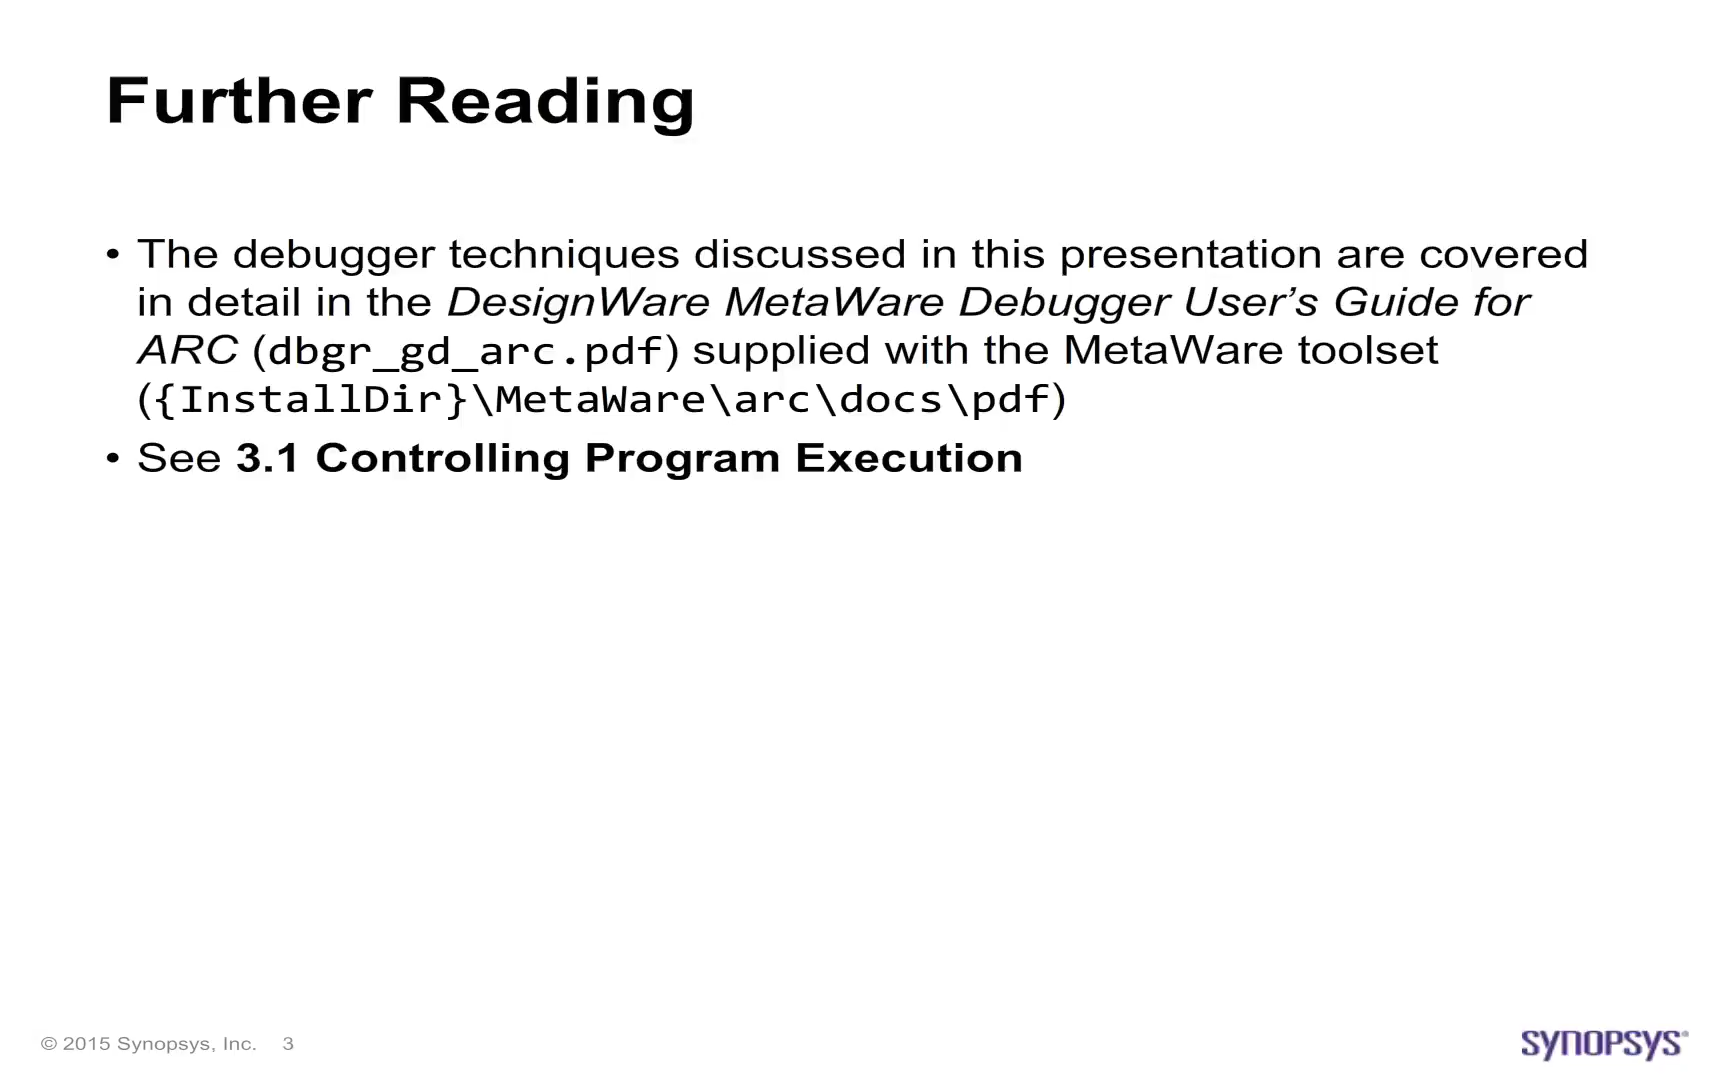 Further Reading
• The debugger techniques discussed in this presentation are covered
in detail in the DesignWare MetaWare Debugger User’s Guide for
ARC (dbgr_gd_arc.pdf) supplied with the MetaWare toolset
({InstallDir}\MetaWare\arc\docs\pdf)
• See 3.1 Controlling Program Execution
© 2015 Synopsys, Inc. 3
SYNOPSYS®